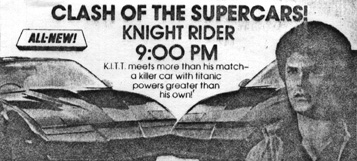 CLASH OF THE SUPERCARS!
ALL-NEW!
KNIGHT RIDER
9:00 PM
K.I.T.T. meets more than his match–
a killer car with titanic
powers greater than
his own!